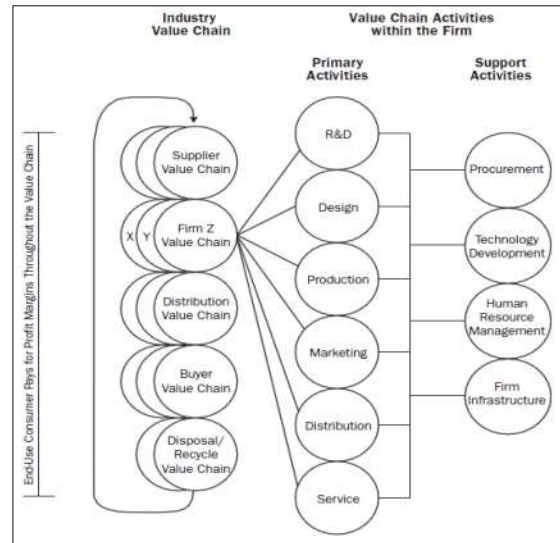 Industry
Value Chain
Value Chain Activities
within the Firm
Primary
Activities
Support
Activities
End-Use Consumer Pays for Profit Margins Throughout the Value Chain
Supplier
Value Chain
X Y Firm Z
Value Chain
Distribution
Value Chain
Buyer
Value Chain
Disposal/
Recycle
Value Chain
R&D
Design
Production
Marketing
Distribution
Service
Procurement
Technology
Development
Human
Resource
Management
Firm
Infrastructure